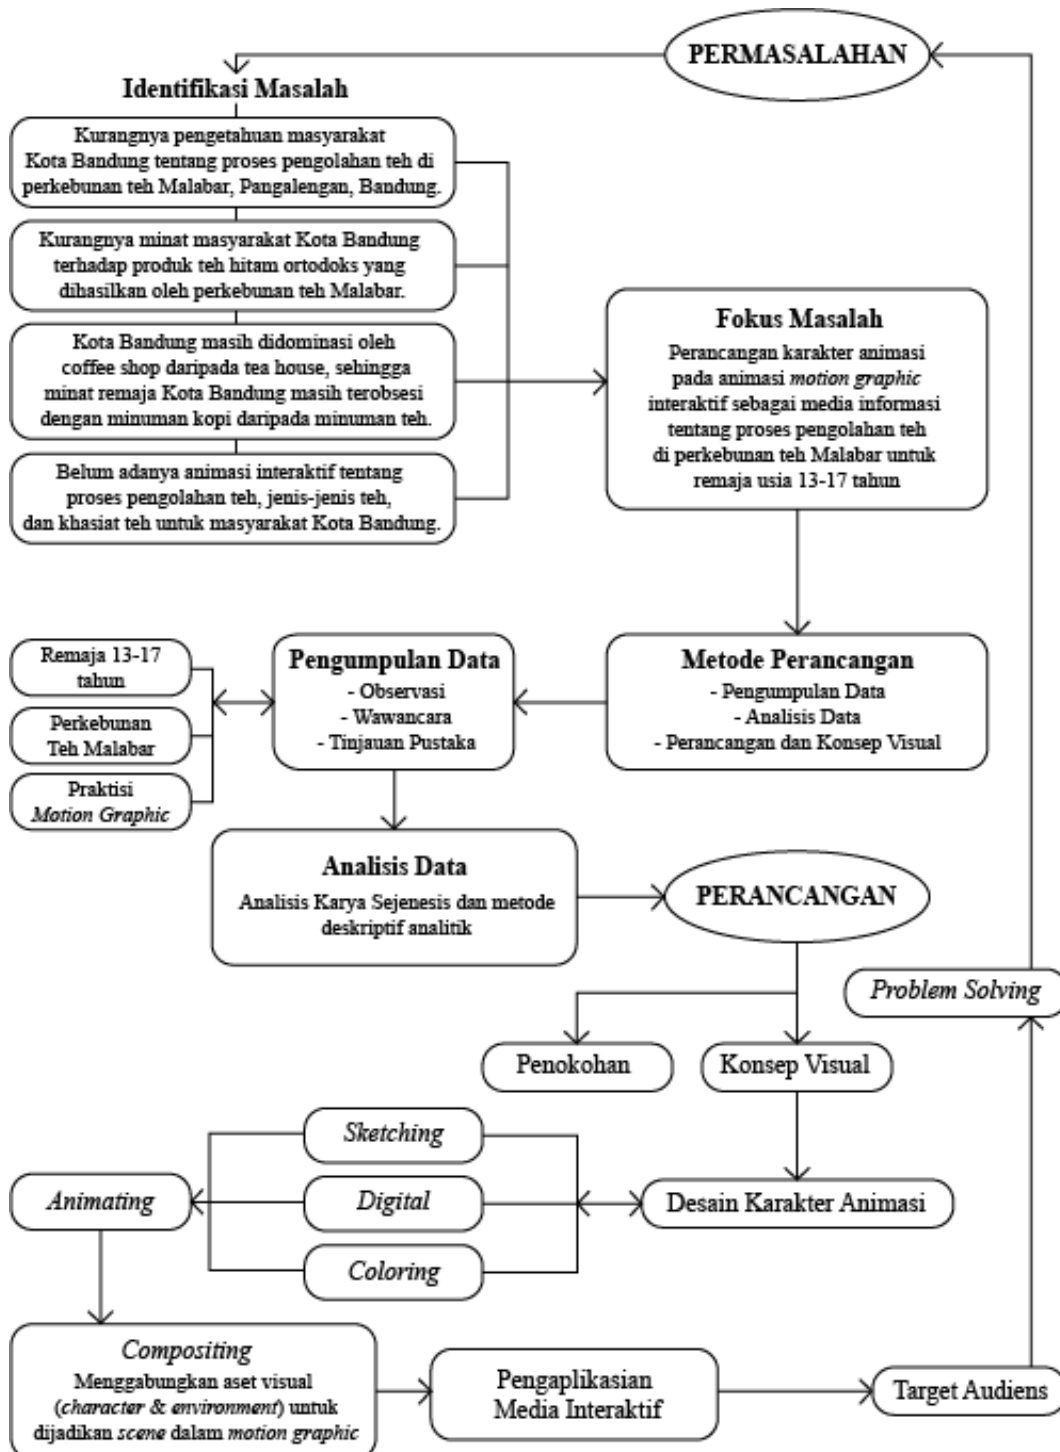 PERMASALAHAN
Identifikasi Masalah
Kurangnya pengetahuan masyarakat
Kota Bandung tentang proses pengolahan teh di
perkebunan teh Malabar, Pangalengan, Bandung.
Kurangnya minat masyarakat Kota Bandung
terhadap produk teh hitam ortodoks yang
dihasilkan oleh perkebunan teh Malabar.
Kota Bandung masih didominasi oleh
coffee shop daripada tea house, sehingga
minat remaja Kota Bandung masih terobsesi
dengan minuman kopi daripada minuman teh.
Belum adanya animasi interaktif tentang
proses pengolahan teh, jenis-jenis teh,
dan khasiat teh untuk masyarakat Kota Bandung.
Fokus Masalah
Perancangan karakter animasi
pada animasi motion graphic
interaktif sebagai media informasi
tentang proses pengolahan teh
di perkebunan teh Malabar untuk
remaja usia 13-17 tahun
Metode Perancangan
- Pengumpulan Data
- Analisis Data
- Perancangan dan Konsep Visual
Pengumpulan Data
- Observasi
- Wawancara
- Tinjauan Pustaka
Remaja 13-17
tahun
Perkebunan
Teh Malabar
Praktisi
Motion Graphic
Analisis Data
Analisis Karya Sejenesis dan metode
deskriptif analitik
PERANCANGAN
Problem Solving
Penokohan
Konsep Visual
Desain Karakter Animasi
Sketching
Digital
Coloring
Animating
Compositing
Menggabungkan aset visual
(character & environment) untuk
dijadikan scene dalam motion graphic
Pengaplikasian
Media Interaktif
Target Audiens